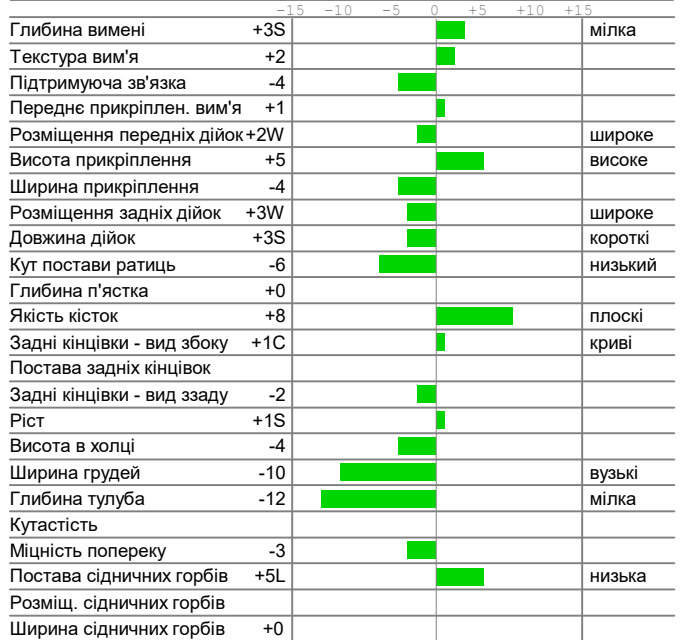 -15 -10 -5 0 +5 +10 +15
Глибина вимені +3S мілка
Текстура вим'я +2
Підтримуюча зв'язка -4
Переднє прикріплен. вим'я +1
Розміщення передніх дійок +2W широке
Висота прикріплення +5 високе
Ширина прикріплення -4
Розміщення задніх дійок +3W широке
Довжина дійок +3S короткі
Кут постави ратиць -6 низький
Глибина п'ястка +0
Якість кісток +8 плоскі
Задні кінцівки - вид збоку +1C криві
Постава задніх кінцівок
Задні кінцівки - вид ззаду -2
Ріст +1S
Висота в холці -4
Ширина грудей -10 вузькі
Глибина тулуба -12 мілка
Кутастість
Міцність попереку -3
Постава сідничних горбів +5L низька
Розміщ. сідничних горбів
Ширина сідничних горбів +0